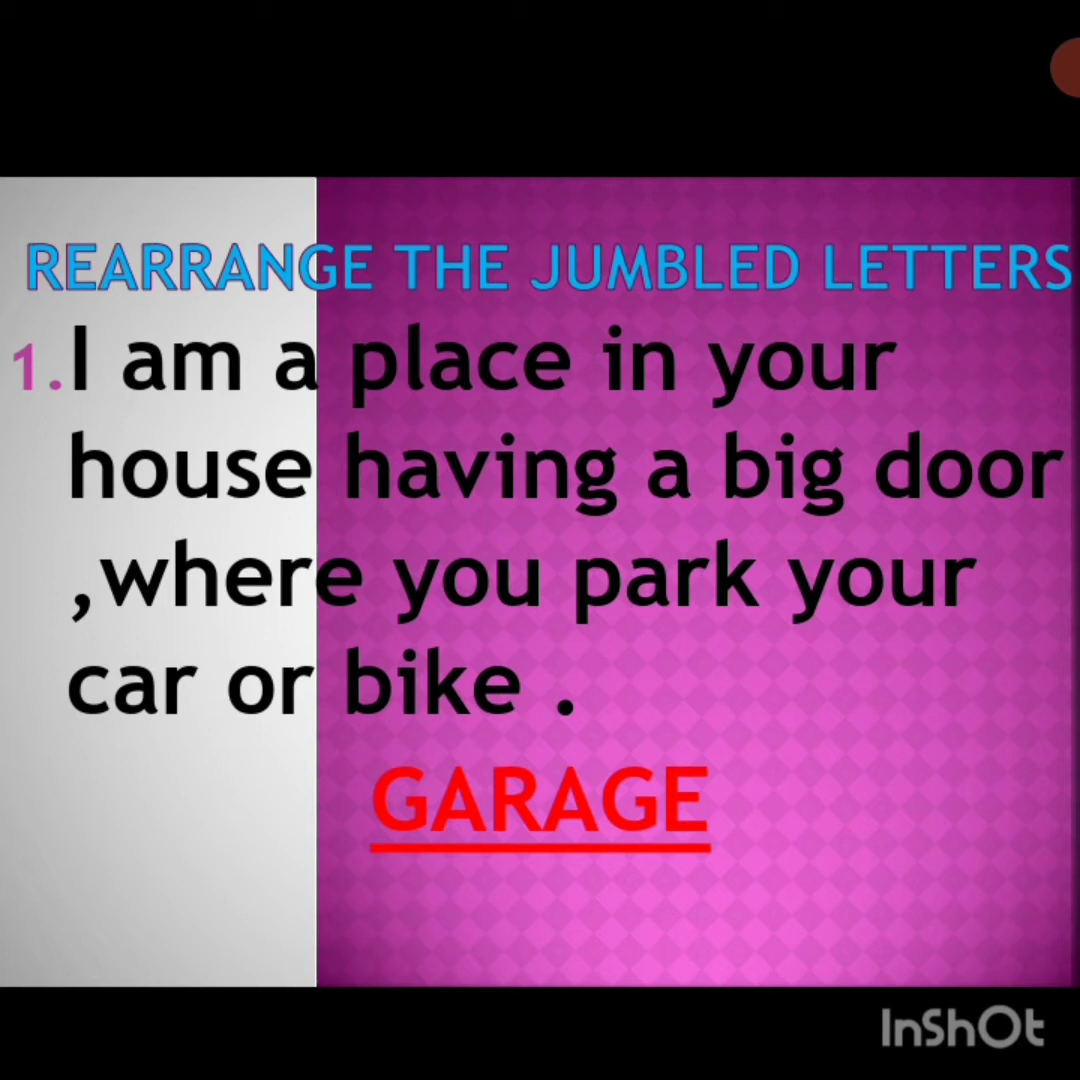 REARRANGE THE JUMBLED LETTERS
1.I am a place in your
house having a big door
,where you park your
car or bike .
GARAGE
InShOt